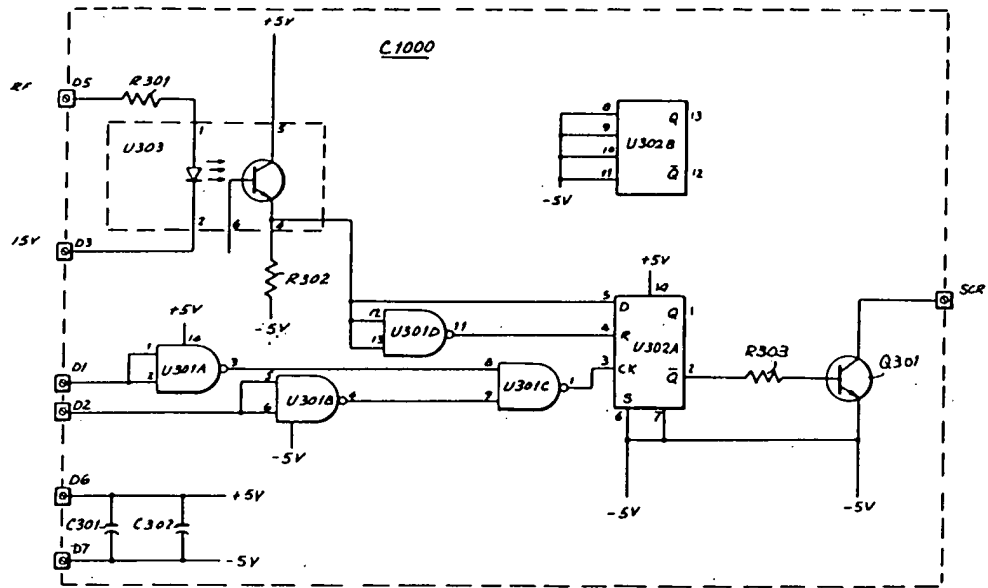 C1000
+5V
RF
D5
R301
1
5
U303
2
6
4
15V
D3
R302
-5V
8
9
10
11
U302B
Q
13
Q̅
12
-5V
+5V
14
D1
1
2
U301A
3
D2
5
6
U301B
4
-5V
12
13
U301D
11
8
9
U301C
+5V
14
5
D
Q
1
4
R
U302A
3
CK
Q̅
2
S
6
7
R303
Q301
SCR
-5V
-5V
D6
+5V
C301
C302
D7
-5V